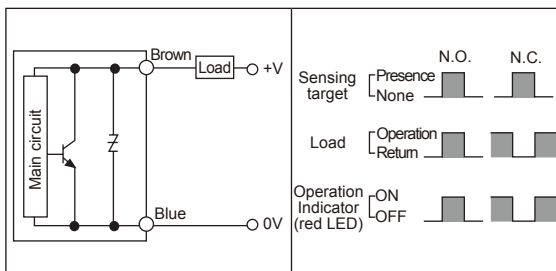 Brown
Load
+V
Main circuit
Blue
0V
N.O.
N.C.
Sensing target
Presence
None
Load
Operation
Return
Operation Indicator (red LED)
ON
OFF